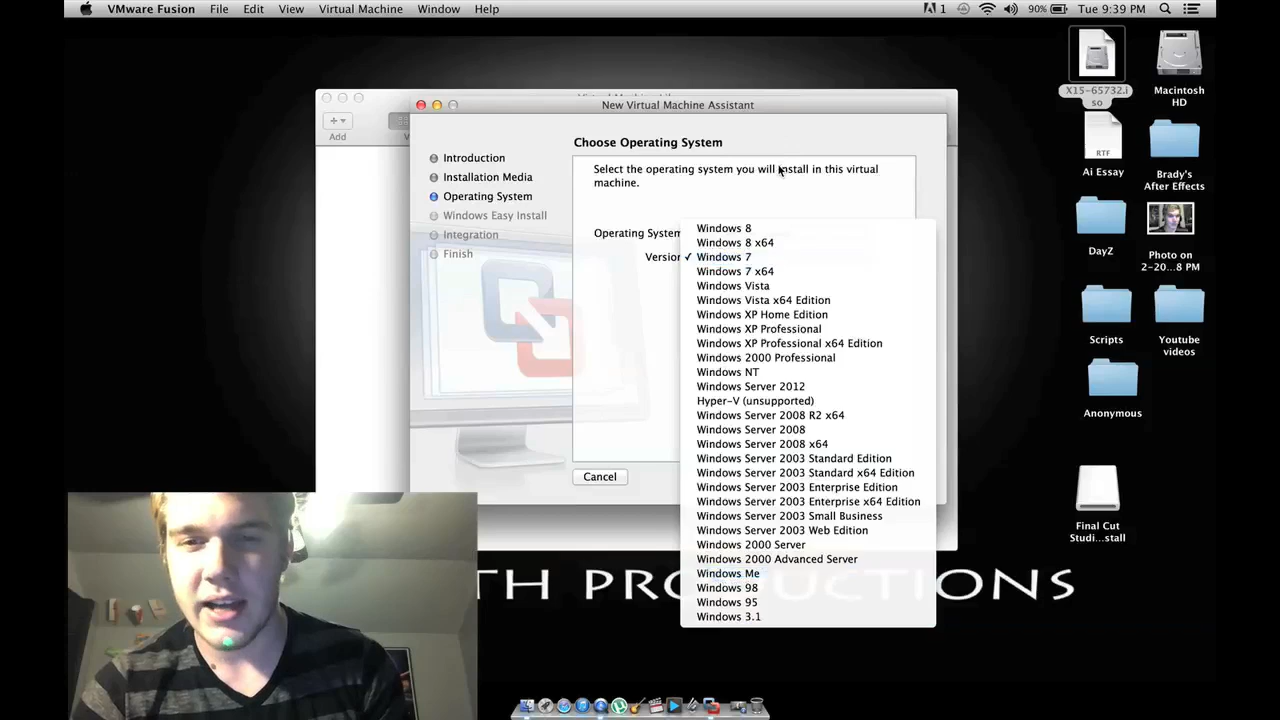 VMware Fusion File Edit View Virtual Machine Window Help
1 90% Tue 9:39 PM
New Virtual Machine Assistant
Add
Introduction
Installation Media
Operating System
Windows Easy Install
Integration
Finish
Choose Operating System
Select the operating system you will install in this virtual
machine.
Operating System
Version
✓ Windows 7
Windows 8
Windows 8 x64
Windows 7 x64
Windows Vista
Windows Vista x64 Edition
Windows XP Home Edition
Windows XP Professional
Windows XP Professional x64 Edition
Windows 2000 Professional
Windows NT
Windows Server 2012
Hyper-V (unsupported)
Windows Server 2008 R2 x64
Windows Server 2008
Windows Server 2008 x64
Windows Server 2003 Standard Edition
Windows Server 2003 Standard x64 Edition
Windows Server 2003 Enterprise Edition
Windows Server 2003 Enterprise x64 Edition
Windows Server 2003 Small Business
Windows Server 2003 Web Edition
Windows 2000 Server
Windows 2000 Advanced Server
Windows Me
Windows 98
Windows 95
Windows 3.1
Cancel
X15-65732.i
so
Macintosh
HD
RTF
Ai Essay
Brady's
After Effects
DayZ
Photo on
2-20...8 PM
Scripts
Youtube
videos
Anonymous
Final Cut
Studi...stall
TH PR
CTIONS